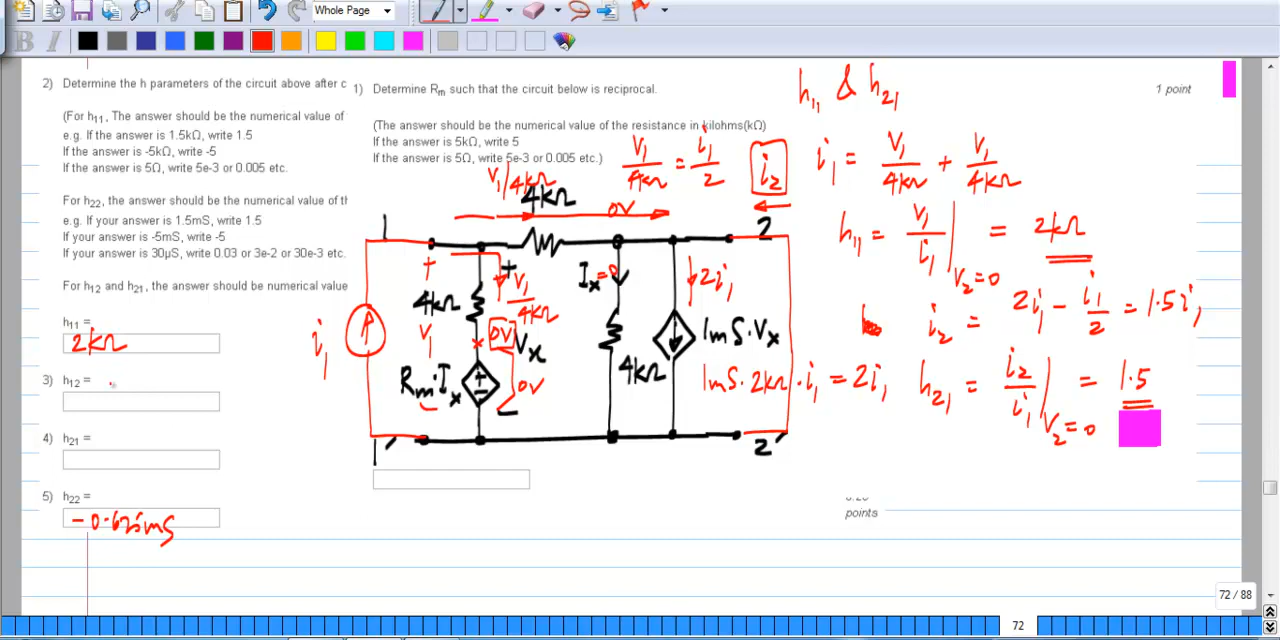 Whole Page
B I
2) Determine the h parameters of the circuit above after c
(For h11, The answer should be the numerical value of
e.g. If the answer is 1.5kΩ, write 1.5
If the answer is -5kΩ, write -5
If the answer is 5Ω, write 5e-3 or 0.005 etc.
For h22, the answer should be the numerical value of tl
e.g. If your answer is 1.5mS, write 1.5
If your answer is -5mS, write -5
If your answer is 30µS, write 0.03 or 3e-2 or 30e-3 etc.
For h12 and h21, the answer should be numerical value
h11 =
2kΩ
3) h12 =
4) h21 =
5) h22 =
-0.625mS
1) Determine Rm such that the circuit below is reciprocal.
1 point
(The answer should be the numerical value of the resistance in kilohms(kΩ)
If the answer is 5kΩ, write 5
If the answer is 5Ω, write 5e-3 or 0.005 etc.)
V1/4kΩ = i1/2
V1/4kΩ
4kΩ
0V
i2
1
2
+
+
Ix=0
2i1
4kΩ
V1/4kΩ
i1
V1
0V
Vx
1mS·Vx
Rm·Ix
+
-
0V
4kΩ
1mS·2kΩ·i1 = 2i1
1'
2'
h11 & h21
i1 = V1/4kΩ + V1/4kΩ
h11 = V1/i1 |V2=0 = 2kΩ
i2 = 2i1 - i1/2 = 1.5i1
h21 = i2/i1 |V2=0 = 1.5
points
72 / 88
72